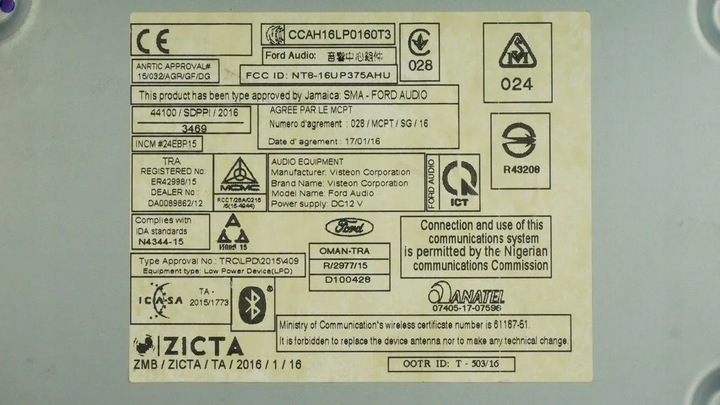 CE
CCAH16LP0160T3
Ford Audio:
028
024
ANRTIC APPROVAL#
15/032/AGR/GF/DG
FCC ID: NT8-16UP375AHU
This product has been type approved by Jamaica: SMA - FORD AUDIO
44100 / SDPPI / 2016
3469
AGREE PAR LE MCPT
Numero d'agrement : 028 / MCPT / SG / 16
Date d' agrement : 17/01/16
INCM #24EBP15
R43208
TRA
REGISTERED No:
ER42998/15
DEALER No:
DA0089862/12
MCMC
AUDIO EQUIPMENT
Manufacturer: Visteon Corporation
Brand Name: Visteon Corporation
Model Name: Ford Audio
Power supply: DC12 V
FORD AUDIO
ICT
Complies with
IDA standards
N4344-15
Ford
Connection and use of this
communications system
is permitted by the Nigerian
communications Commission
Type Approval No.: TRC\LPD\2015\409
Equipment type: Low Power Device(LPD)
OMAN-TRA
R/2977/15
D100428
ICASA
TA -
2015/1773
ANATEL
07405-17-07596
Ministry of Communication's wireless certificate number is 61187-51.
It is forbidden to replace the device antenna nor to make any technical change.
ZICTA
ZMB / ZICTA / TA / 2016 / 1 / 16
OOTR ID: T - 503/16